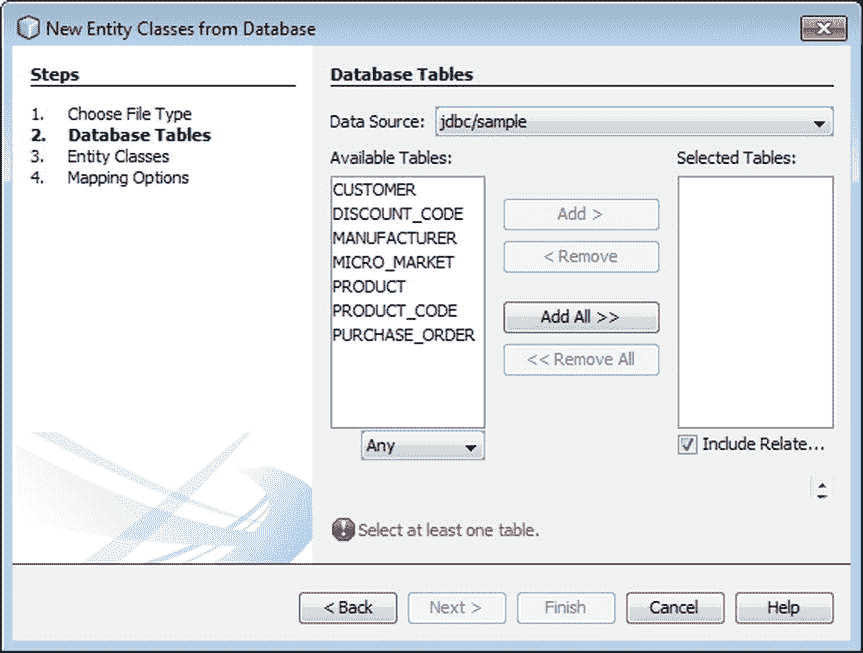 New Entity Classes from Database
Steps
1. Choose File Type
2. Database Tables
3. Entity Classes
4. Mapping Options
Database Tables
Data Source: jdbc/sample
Available Tables:
CUSTOMER
DISCOUNT_CODE
MANUFACTURER
MICRO_MARKET
PRODUCT
PRODUCT_CODE
PURCHASE_ORDER
Any
Add >
< Remove
Add All >>
<< Remove All
Selected Tables:
Include Relate...
Select at least one table.
< Back Next > Finish Cancel Help